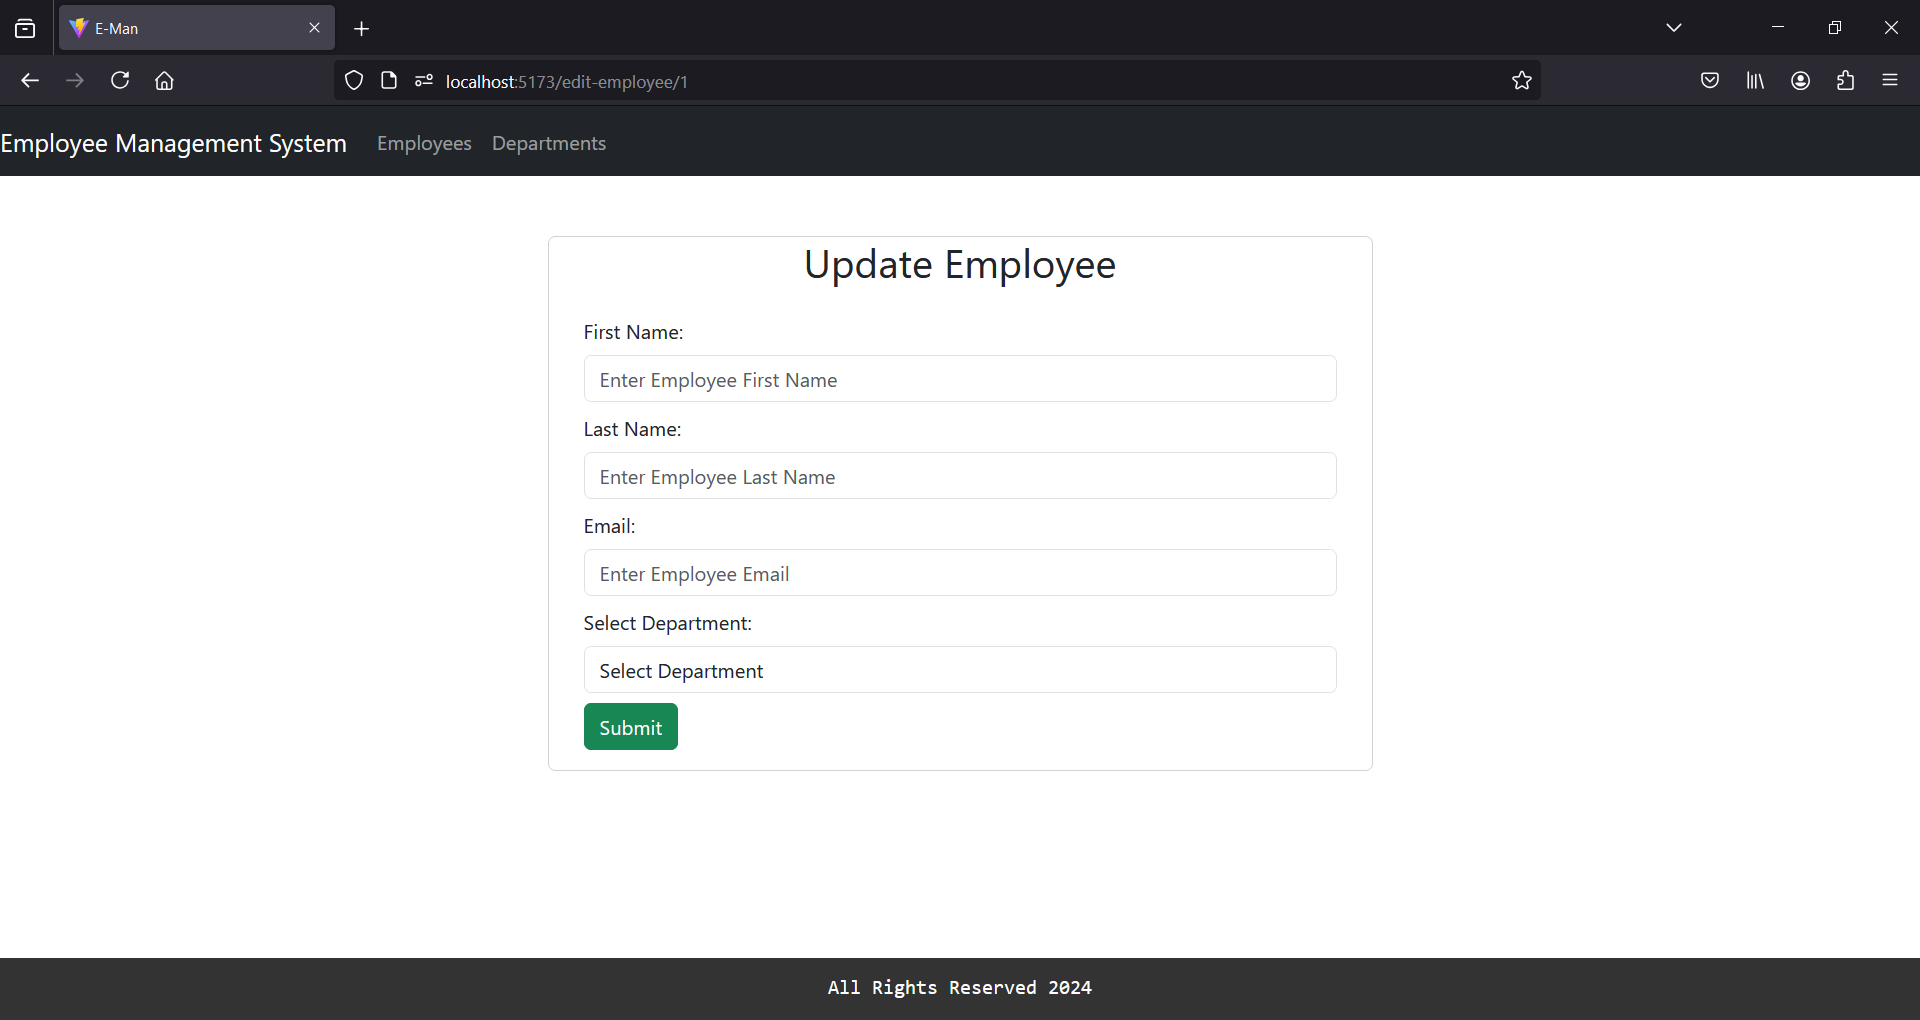 E-Man
localhost:5173/edit-employee/1
Employee Management System Employees Departments
Update Employee
First Name:
Enter Employee First Name
Last Name:
Enter Employee Last Name
Email:
Enter Employee Email
Select Department:
Select Department
Submit
All Rights Reserved 2024